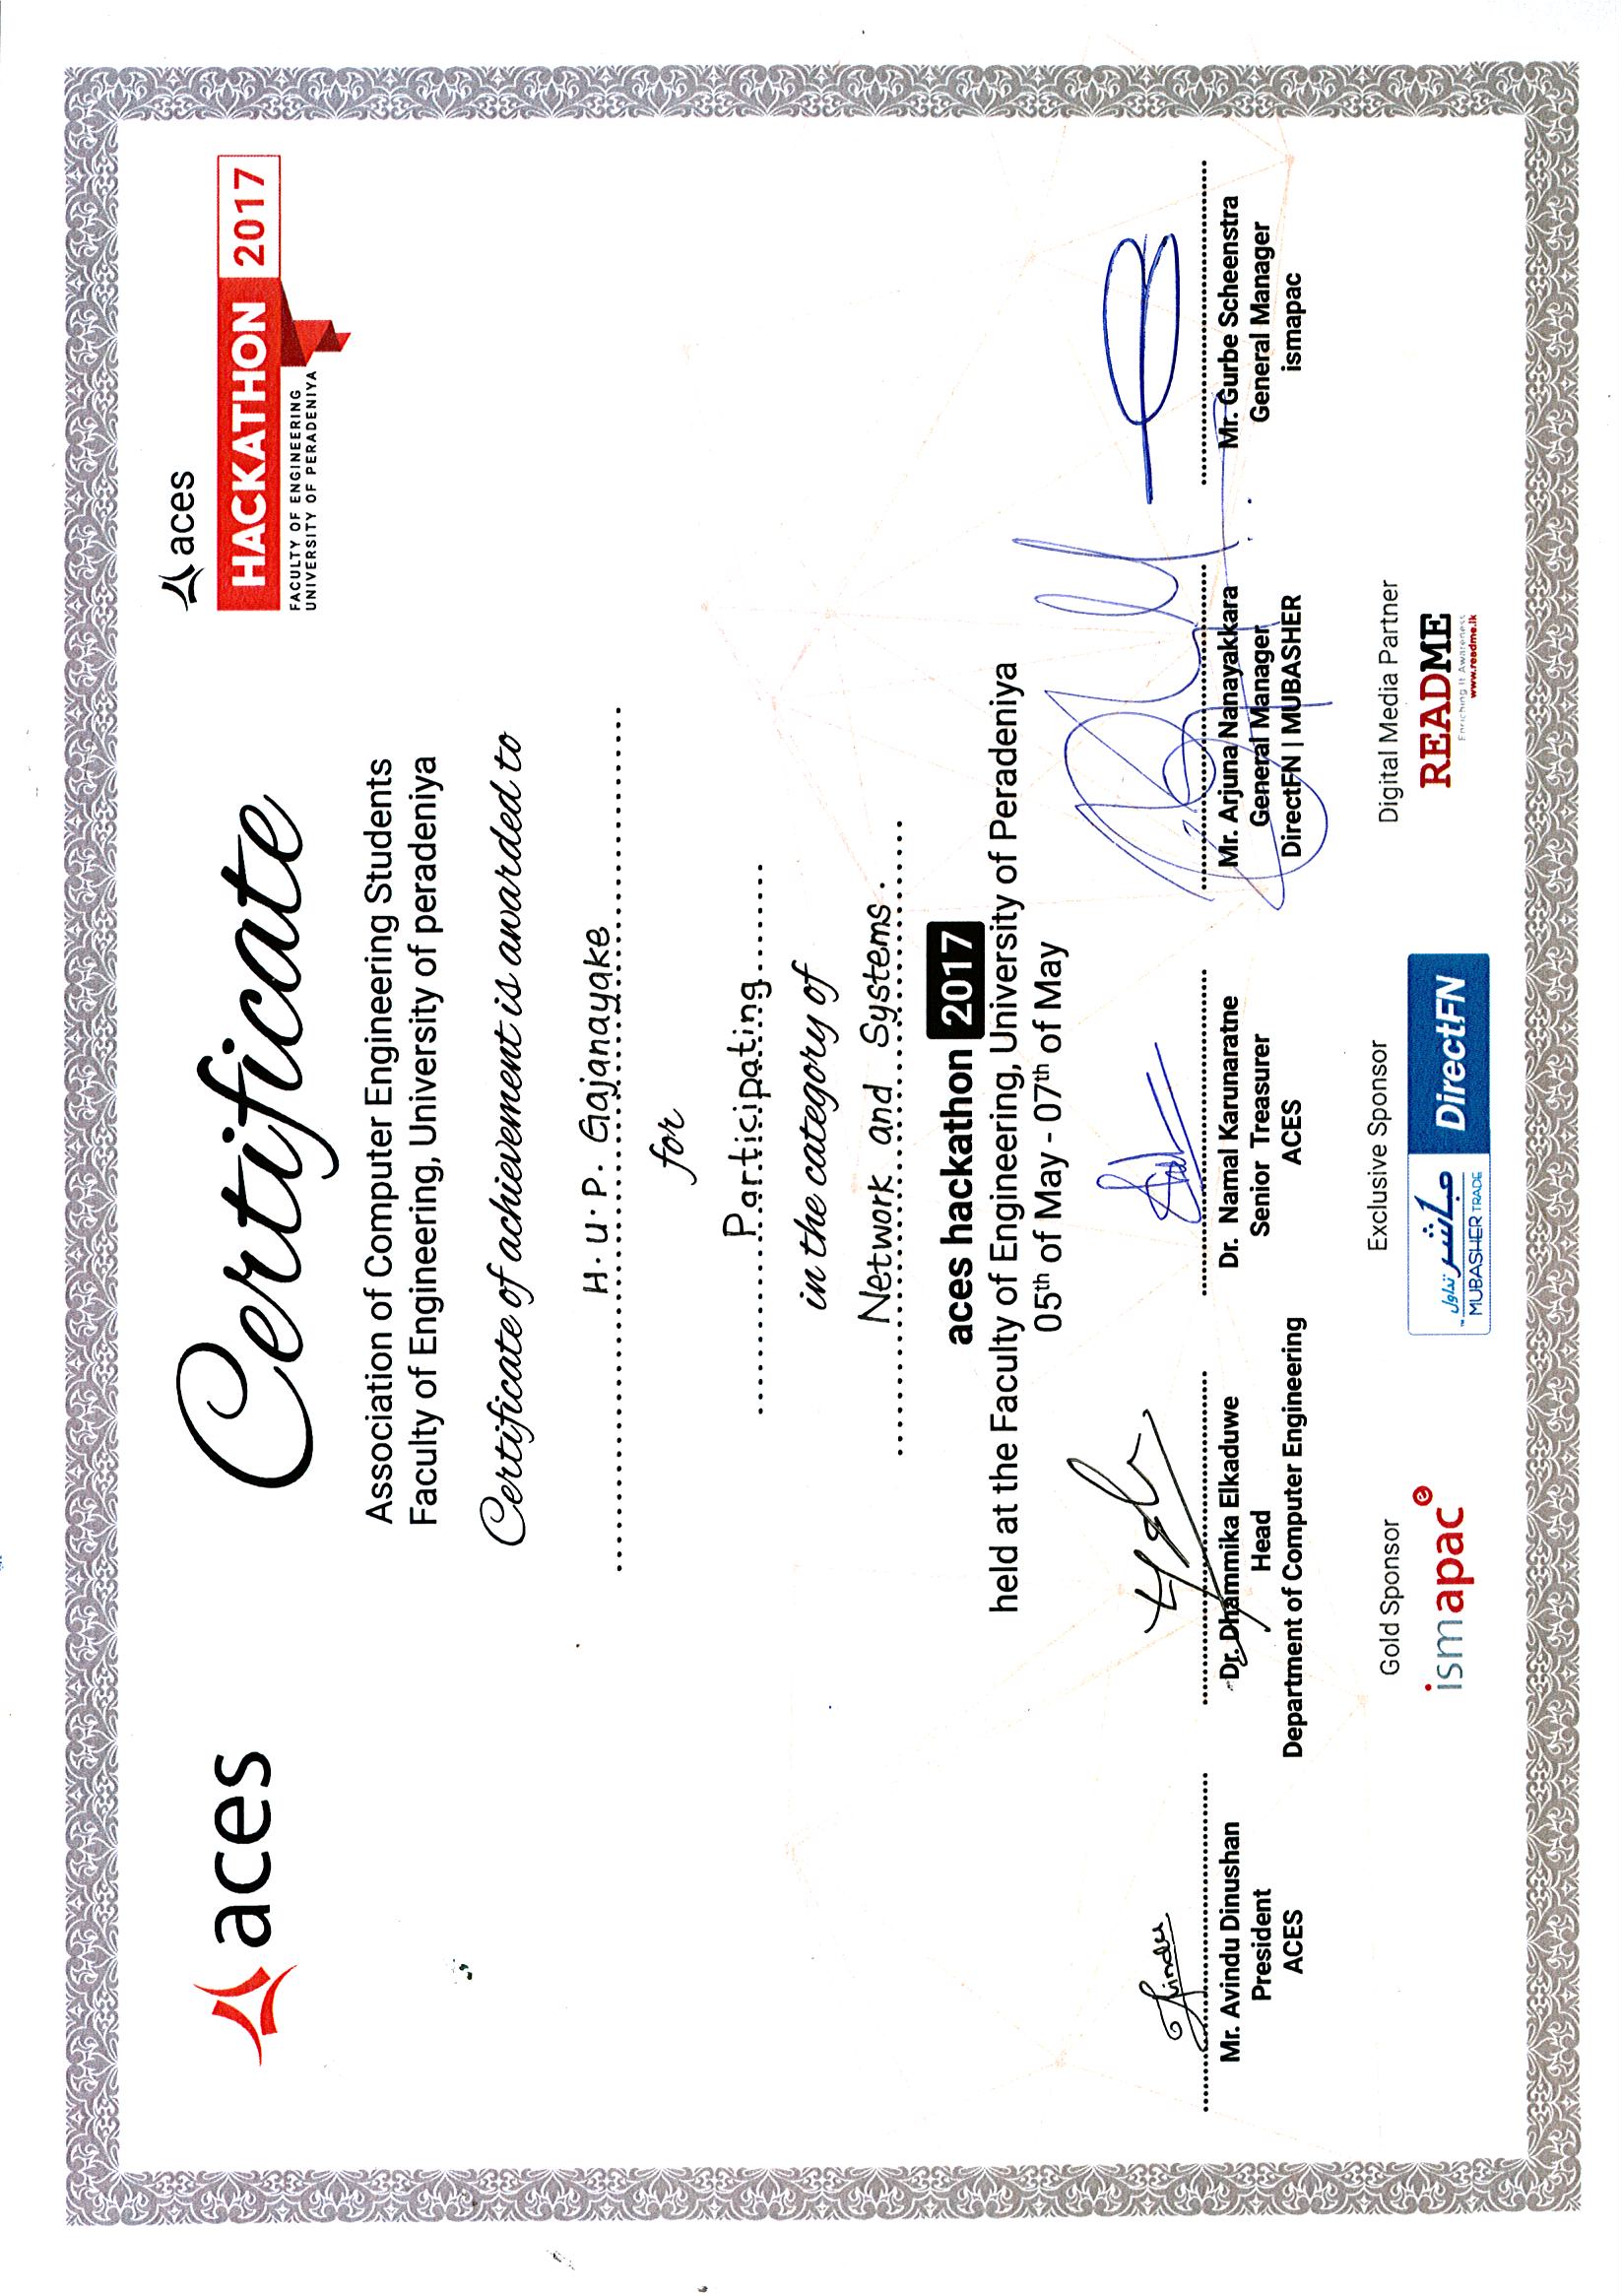 aces
Certificate
aces
HACKATHON 2017
FACULTY OF ENGINEERING
UNIVERSITY OF PERADENIYA
Association of Computer Engineering Students
Faculty of Engineering, University of peradeniya
Certificate of achievement is awarded to
H. U. P. Gajanayake
for
Participating
in the category of
Network and Systems.
aces hackathon 2017
held at the Faculty of Engineering, University of Peradeniya
05th of May - 07th of May
Mr. Avindu Dinushan
President
ACES
Dr. Dhammika Elkaduwe
Head
Department of Computer Engineering
Dr. Namal Karunaratne
Senior Treasurer
ACES
Mr. Arjuna Nanayakkara
General Manager
DirectFN | MUBASHER
Mr. Gurbe Scheenstra
General Manager
ismapac
Gold Sponsor
ismapac e
Exclusive Sponsor
مباشر تداول
MUBASHER TRADE
DirectFN
Digital Media Partner
README
Enriching It Awareness
www.readme.lk